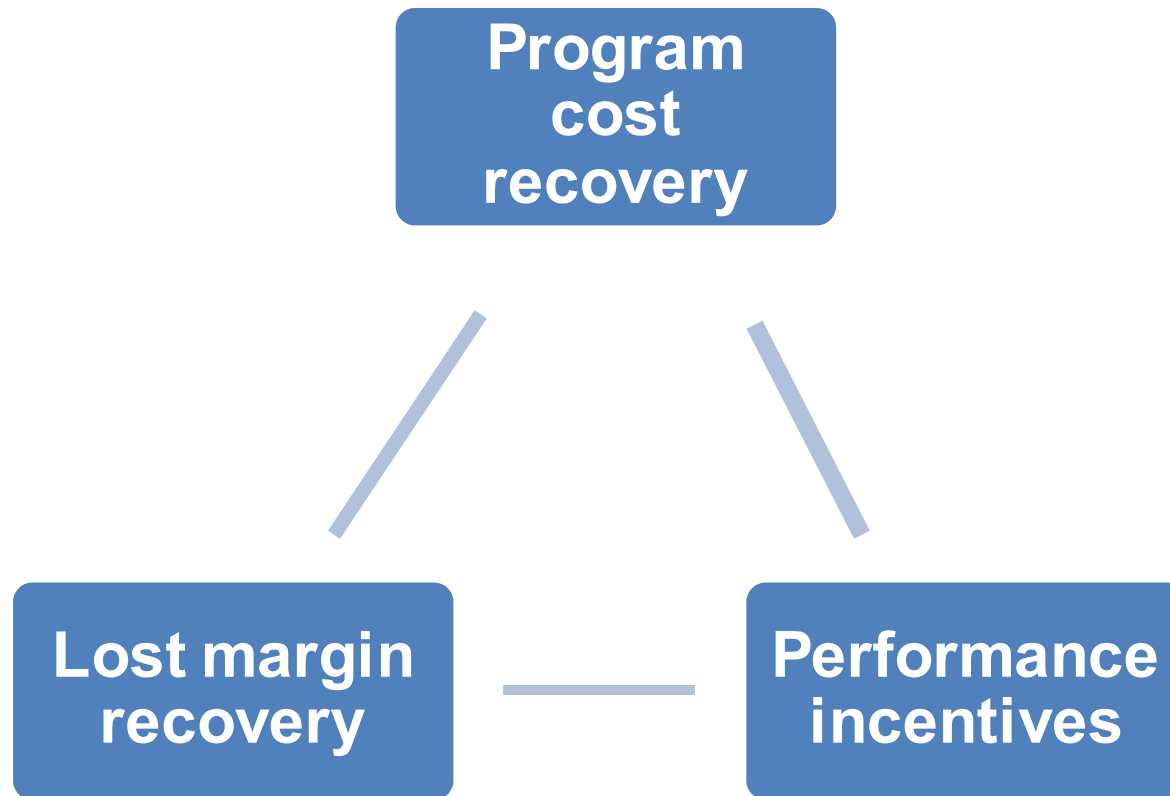 Program
cost
recovery
Lost margin
recovery
Performance
incentives